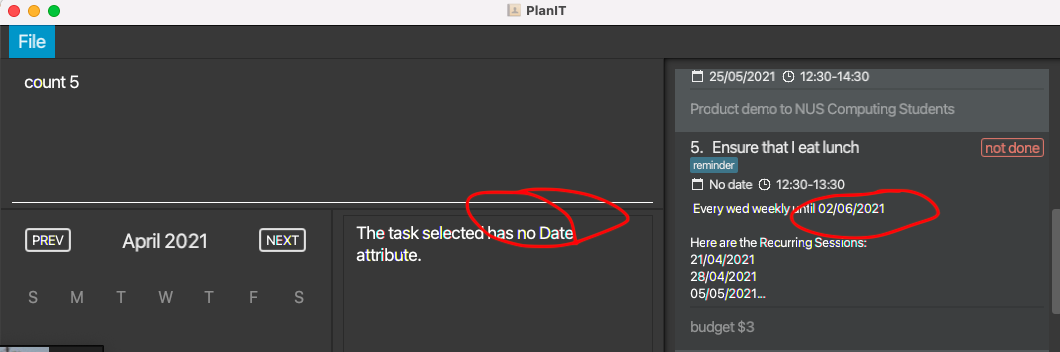 PlanIT
File
count 5
PREV
April 2021
NEXT
S M T W T F S
The task selected has no Date
attribute.
25/05/2021 12:30-14:30
Product demo to NUS Computing Students
5. Ensure that I eat lunch
not done
reminder
No date 12:30-13:30
Every wed weekly until 02/06/2021
Here are the Recurring Sessions:
21/04/2021
28/04/2021
05/05/2021...
budget $3